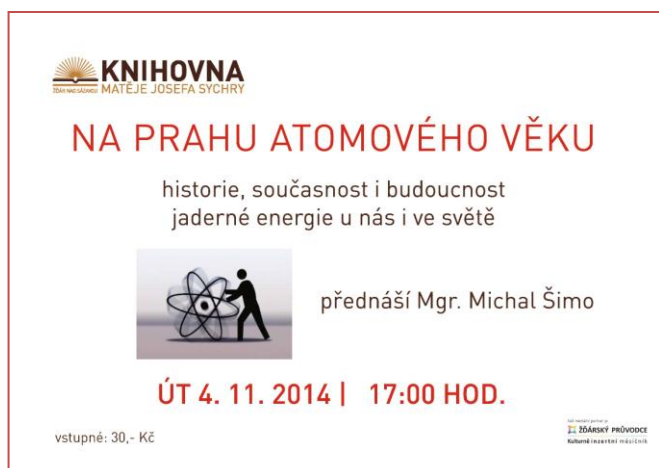 KNIHOVNA
ŽĎÁR NAD SÁZAVOU
MATĚJE JOSEFA SYCHRY
NA PRAHU ATOMOVÉHO VĚKU
historie, současnost i budoucnost
jaderné energie u nás i ve světě
přednáší Mgr. Michal Šimo
ÚT 4. 11. 2014 | 17:00 HOD.
vstupné: 30,- Kč
ŽĎÁRSKÝ PRŮVODCE
Kulturně inzertní měsíčník